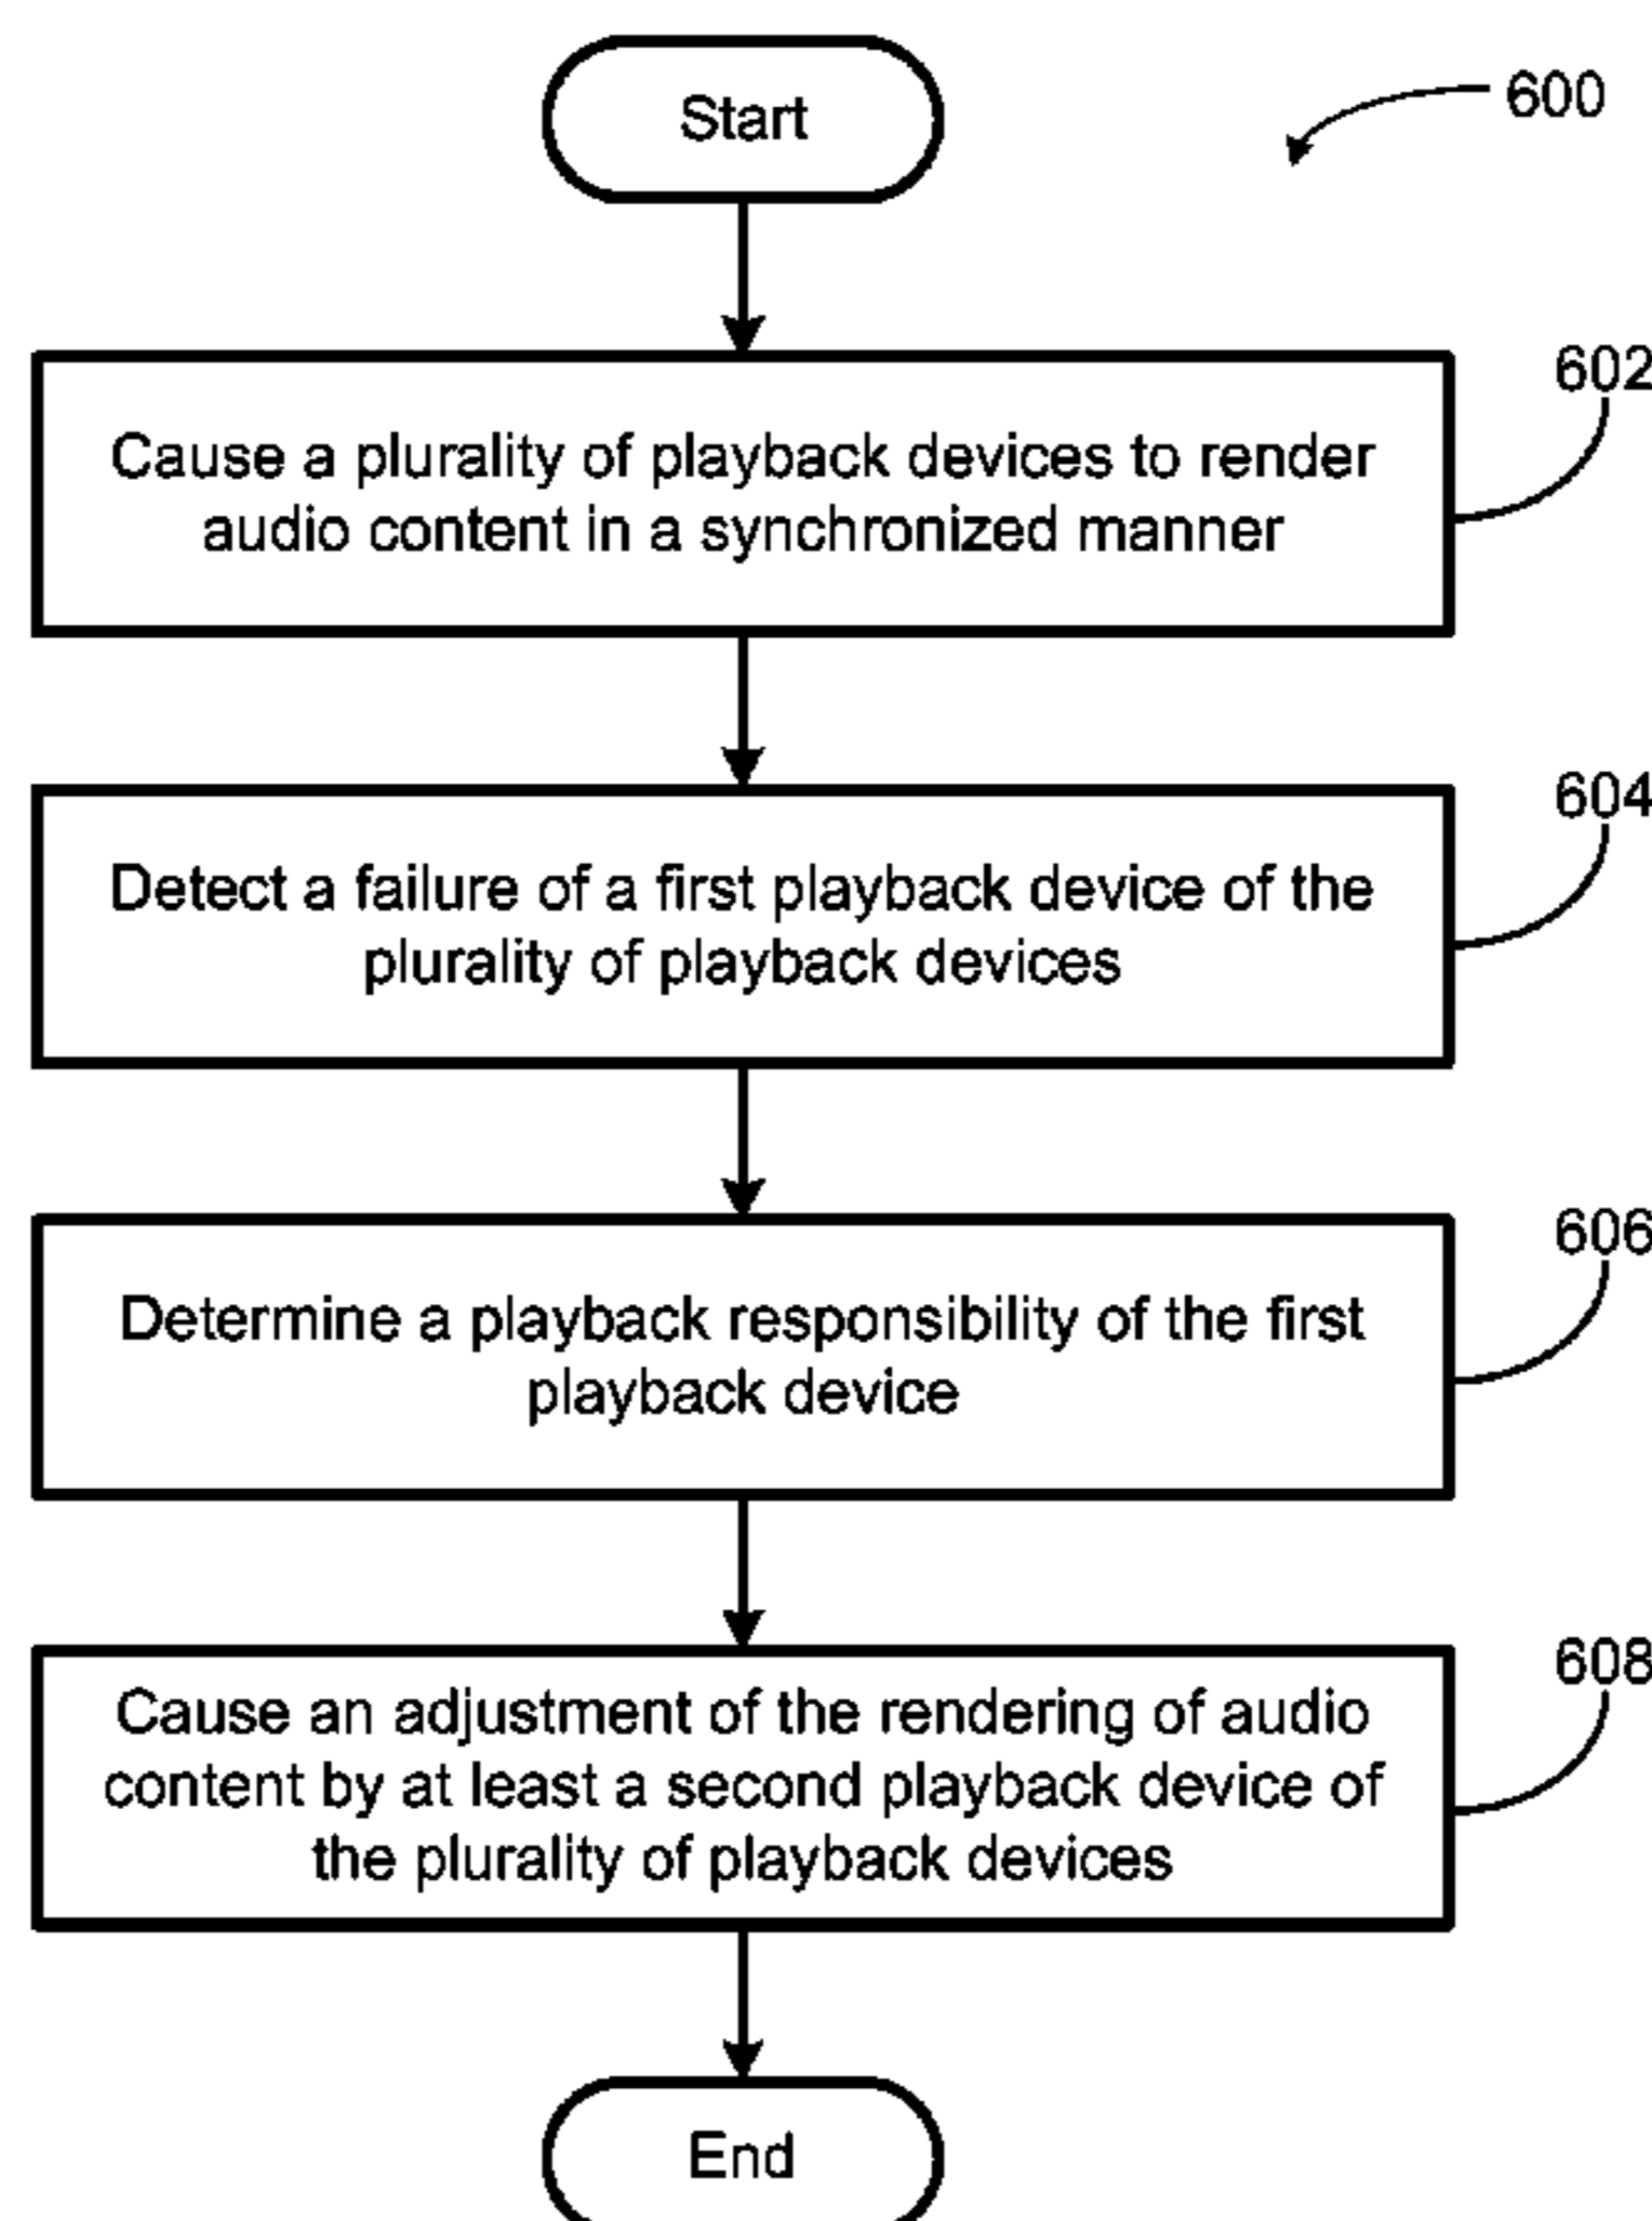 Start
600
602
Cause a plurality of playback devices to render
audio content in a synchronized manner
604
Detect a failure of a first playback device of the
plurality of playback devices
606
Determine a playback responsibility of the first
playback device
608
Cause an adjustment of the rendering of audio
content by at least a second playback device of
the plurality of playback devices
End